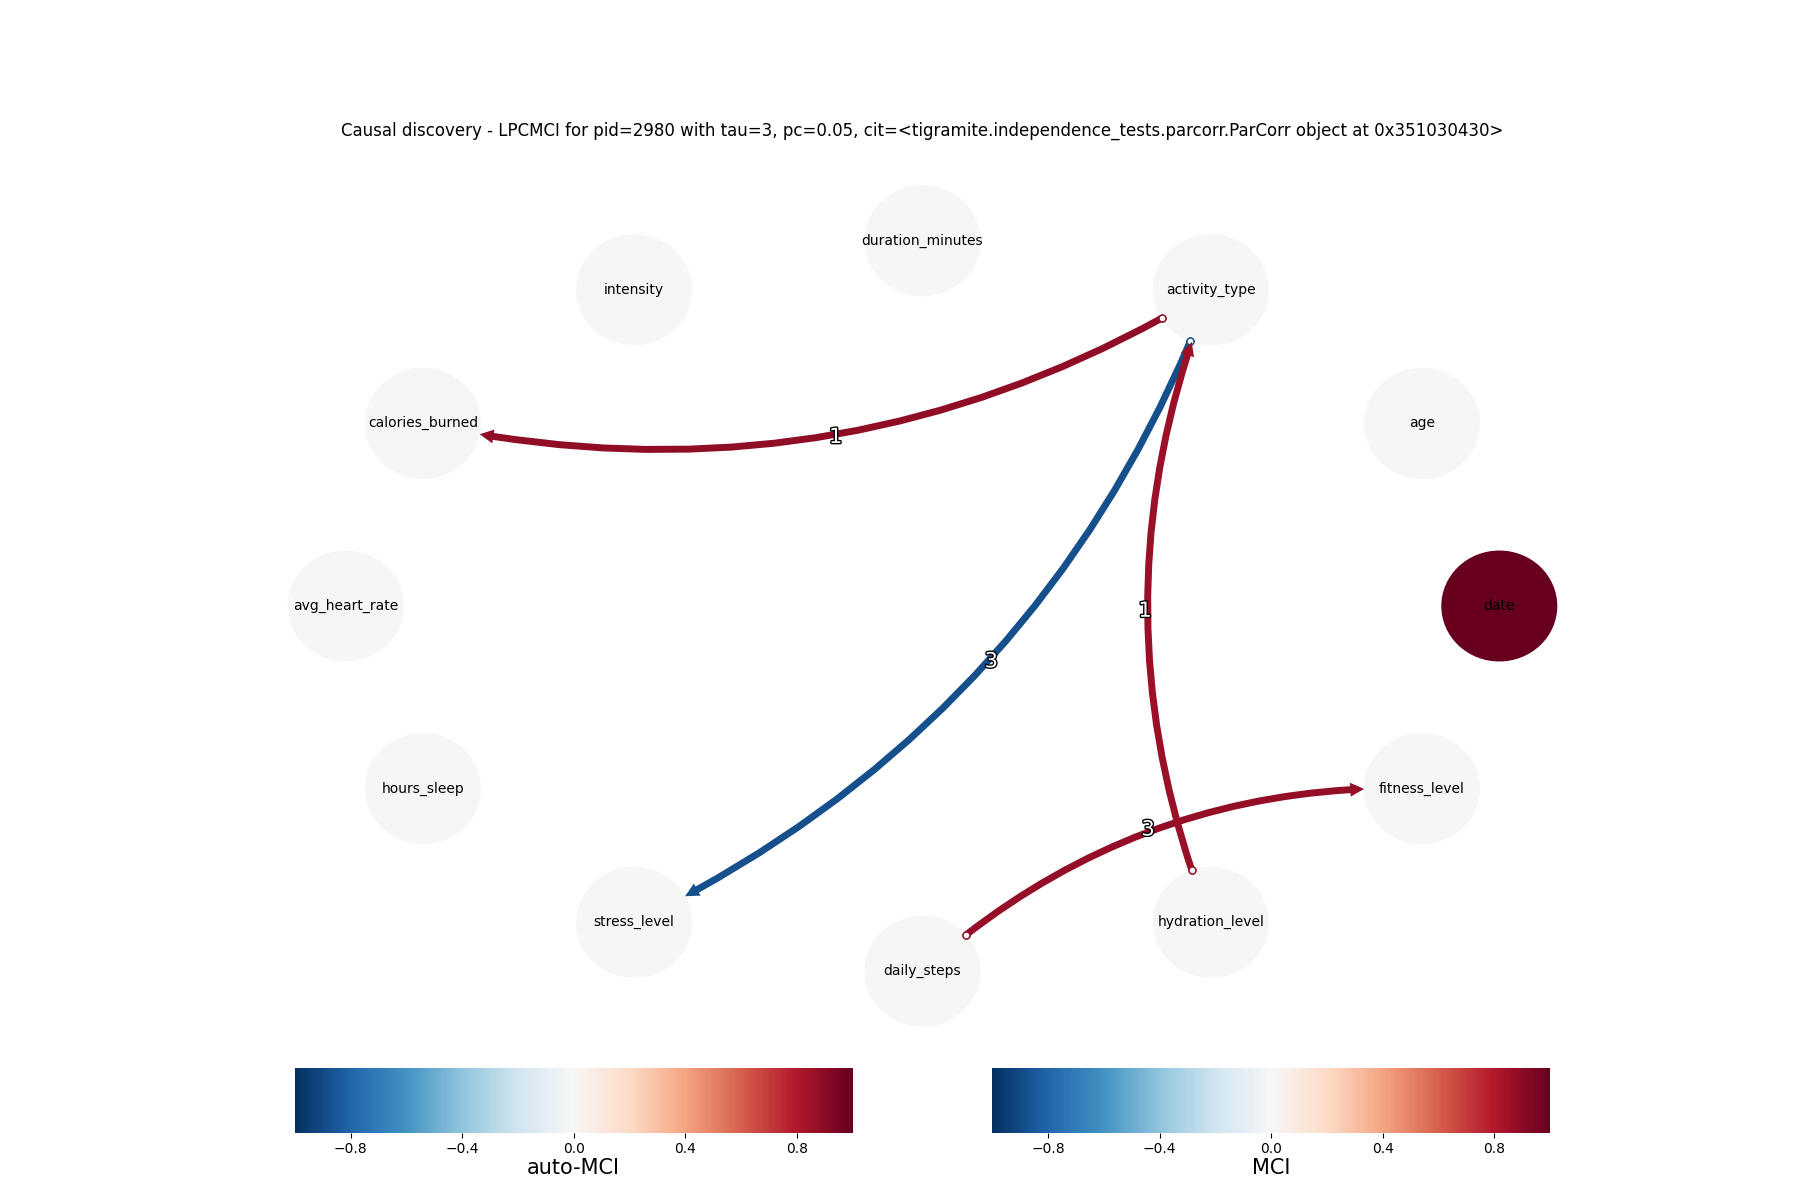 Causal discovery - LPCMCI for pid=2980 with tau=3, pc=0.05, cit=<tigramite.independence_tests.parcorr.ParCorr object at 0x351030430>
duration_minutes
intensity
activity_type
calories_burned
age
1
avg_heart_rate
date
1
3
hours_sleep
fitness_level
3
stress_level
hydration_level
daily_steps
−0.8 −0.4 0.0 0.4 0.8
auto-MCI
−0.8 −0.4 0.0 0.4 0.8
MCI